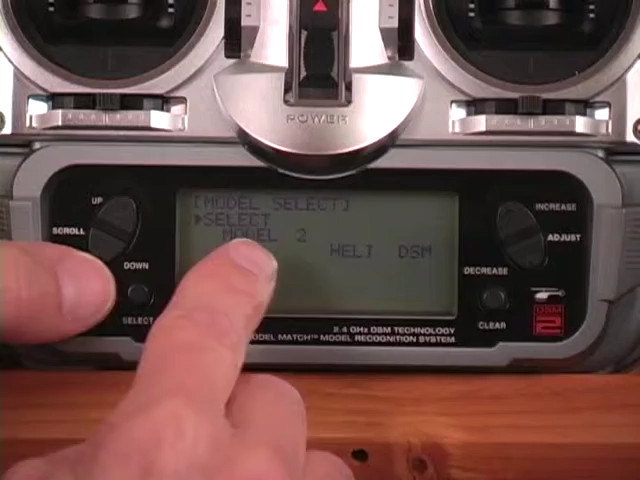 POWER
[MODEL SELECT]
▶SELECT
MODEL 2
HELI DSM
UP
SCROLL
DOWN
SELECT
INCREASE
ADJUST
DECREASE
CLEAR
2.4 GHz DSM TECHNOLOGY
MODEL MATCH™ MODEL RECOGNITION SYSTEM
2